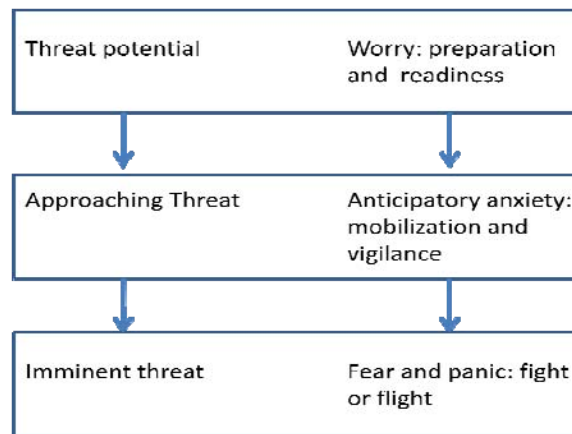 Threat potential
Worry: preparation
and readiness
Approaching Threat
Anticipatory anxiety:
mobilization and
vigilance
Imminent threat
Fear and panic: fight
or flight